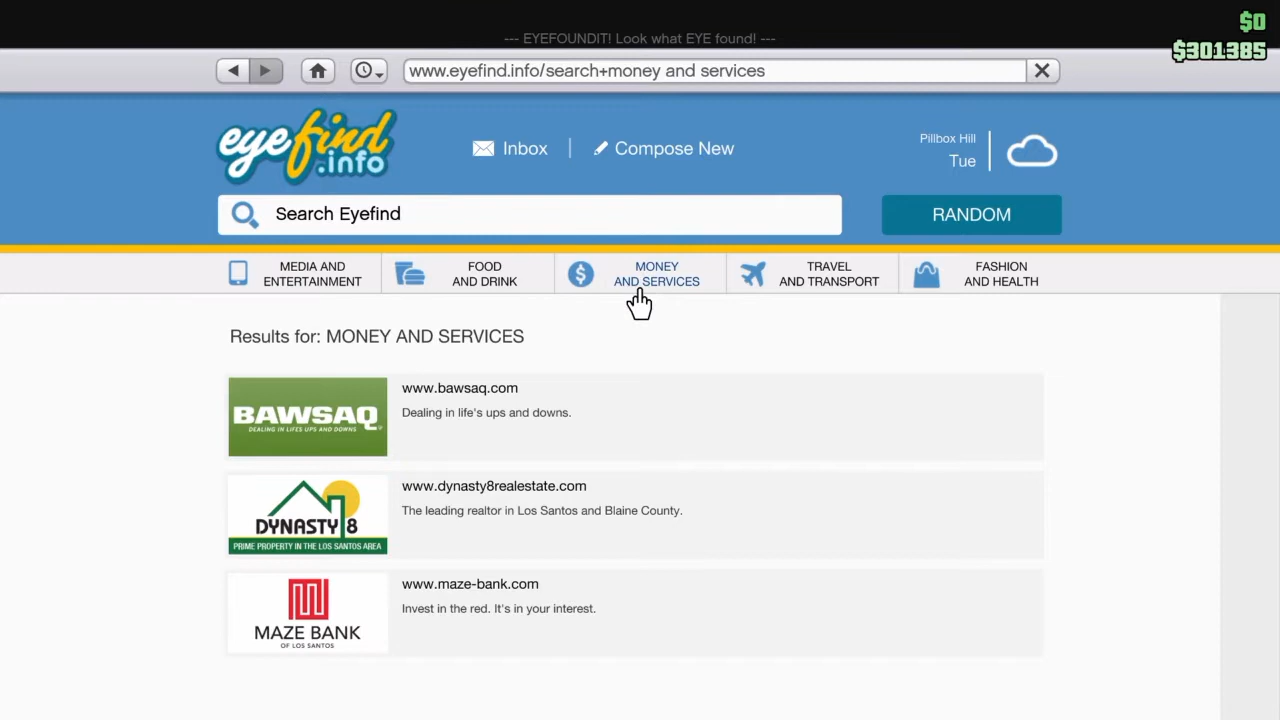 $0
--- EYEFOUNDIT! Look what EYE found! ---
$301385
www.eyefind.info/search+money and services
eyefind
.info
Inbox
Compose New
Pillbox Hill
Tue
Search Eyefind
RANDOM
MEDIA AND
ENTERTAINMENT
FOOD
AND DRINK
MONEY
AND SERVICES
TRAVEL
AND TRANSPORT
FASHION
AND HEALTH
Results for: MONEY AND SERVICES
BAWSAQ
DEALING IN LIFES UPS AND DOWNS
www.bawsaq.com
Dealing in life's ups and downs.
DYNASTY 8
PRIME PROPERTY IN THE LOS SANTOS AREA
www.dynasty8realestate.com
The leading realtor in Los Santos and Blaine County.
MAZE BANK
OF LOS SANTOS
www.maze-bank.com
Invest in the red. It's in your interest.